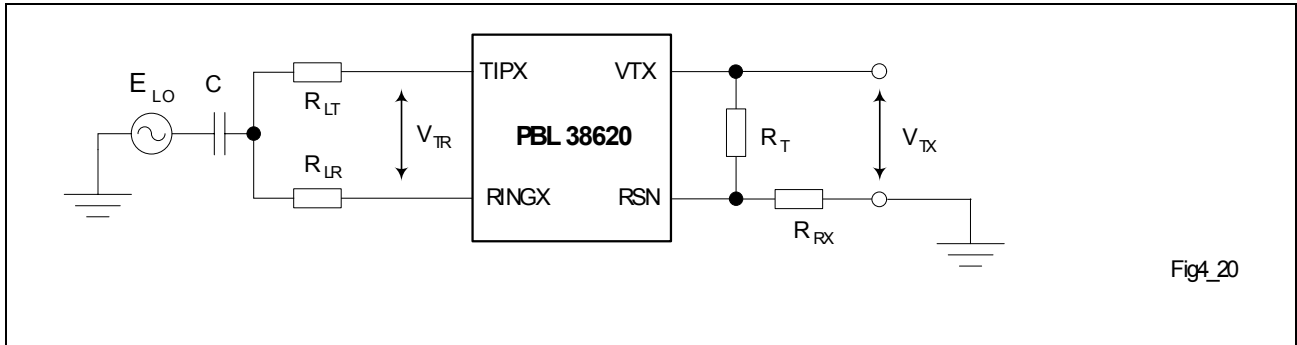 E LO
C
R LT
R LR
V TR
TIPX
RINGX
PBL 38620
VTX
RSN
R T
R RX
V TX
Fig4_20